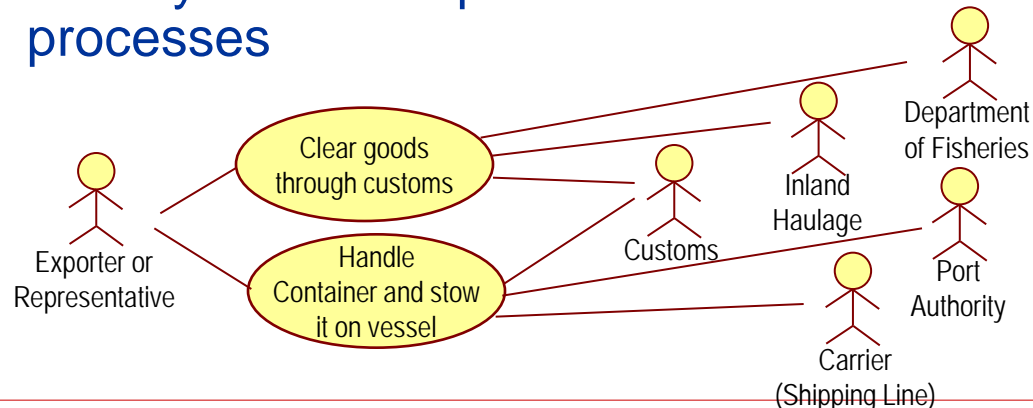 processes
Clear goods
through customs
Handle
Container and stow
it on vessel
Exporter or
Representative
Customs
Inland
Haulage
Department
of Fisheries
Port
Authority
Carrier
(Shipping Line)